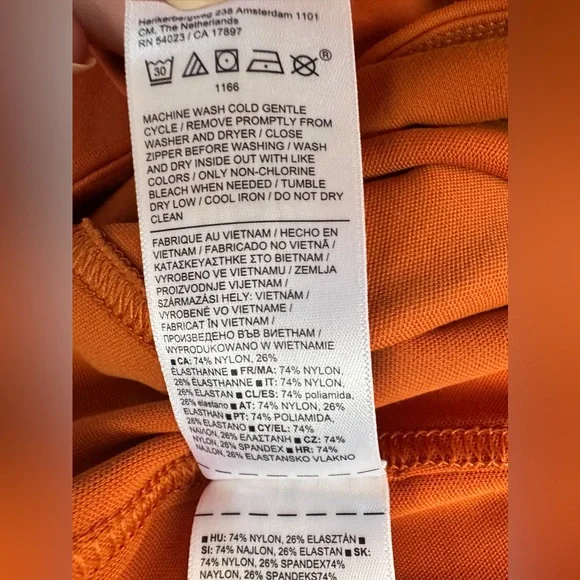 Herikerbergweg 238 Amsterdam 1101
CM, The Netherlands
RN 54023 / CA 17897
30
®
1166
MACHINE WASH COLD GENTLE
CYCLE / REMOVE PROMPTLY FROM
WASHER AND DRYER / CLOSE
ZIPPER BEFORE WASHING / WASH
AND DRY INSIDE OUT WITH LIKE
COLORS / ONLY NON-CHLORINE
BLEACH WHEN NEEDED / TUMBLE
DRY LOW / COOL IRON / DO NOT DRY
CLEAN
FABRIQUE AU VIETNAM / HECHO EN
VIETNAM / FABRICADO NO VIETNÃ /
ΚΑΤΑΣΚΕΥΑΣΤΗΚΕ ΣΤΟ ΒΙΕΤΝΑΜ /
VYROBENO VE VIETNAMU / ZEMLJA
PROIZVODNJE VIJETNAM /
SZÁRMAZÁSI HELY: VIETNÁM /
VYROBENÉ VO VIETNAME /
FABRICAT ÎN VIETNAM /
ПРОИЗВЕДЕНО ВЪВ ВИЕТНАМ /
WYPRODUKOWANO W WIETNAMIE
■ CA: 74% NYLON, 26%
ÉLASTHANNE ■ FR/MA: 74% NYLON,
26% ÉLASTHANNE ■ IT: 74% NYLON,
26% ELASTAN ■ CL/ES: 74% poliamida,
26% elastano ■ AT: 74% NYLON, 26%
ELASTHAN ■ PT: 74% POLIAMIDA,
26% ELASTANO ■ CY/EL: 74%
ΝΑΪΛΟΝ, 26% ΕΛΑΣΤΑΝΗ ■ CZ: 74%
NYLON, 26% SPANDEX ■ HR: 74%
NAJLON, 26% ELASTANSKO VLAKNO
■ HU: 74% NYLON, 26% ELASZTÁN ■
SI: 74% NAJLON, 26% ELASTAN ■ SK:
74% NYLON, 26% SPANDEX74%
NAYLON, 26% SPANDEKS74%